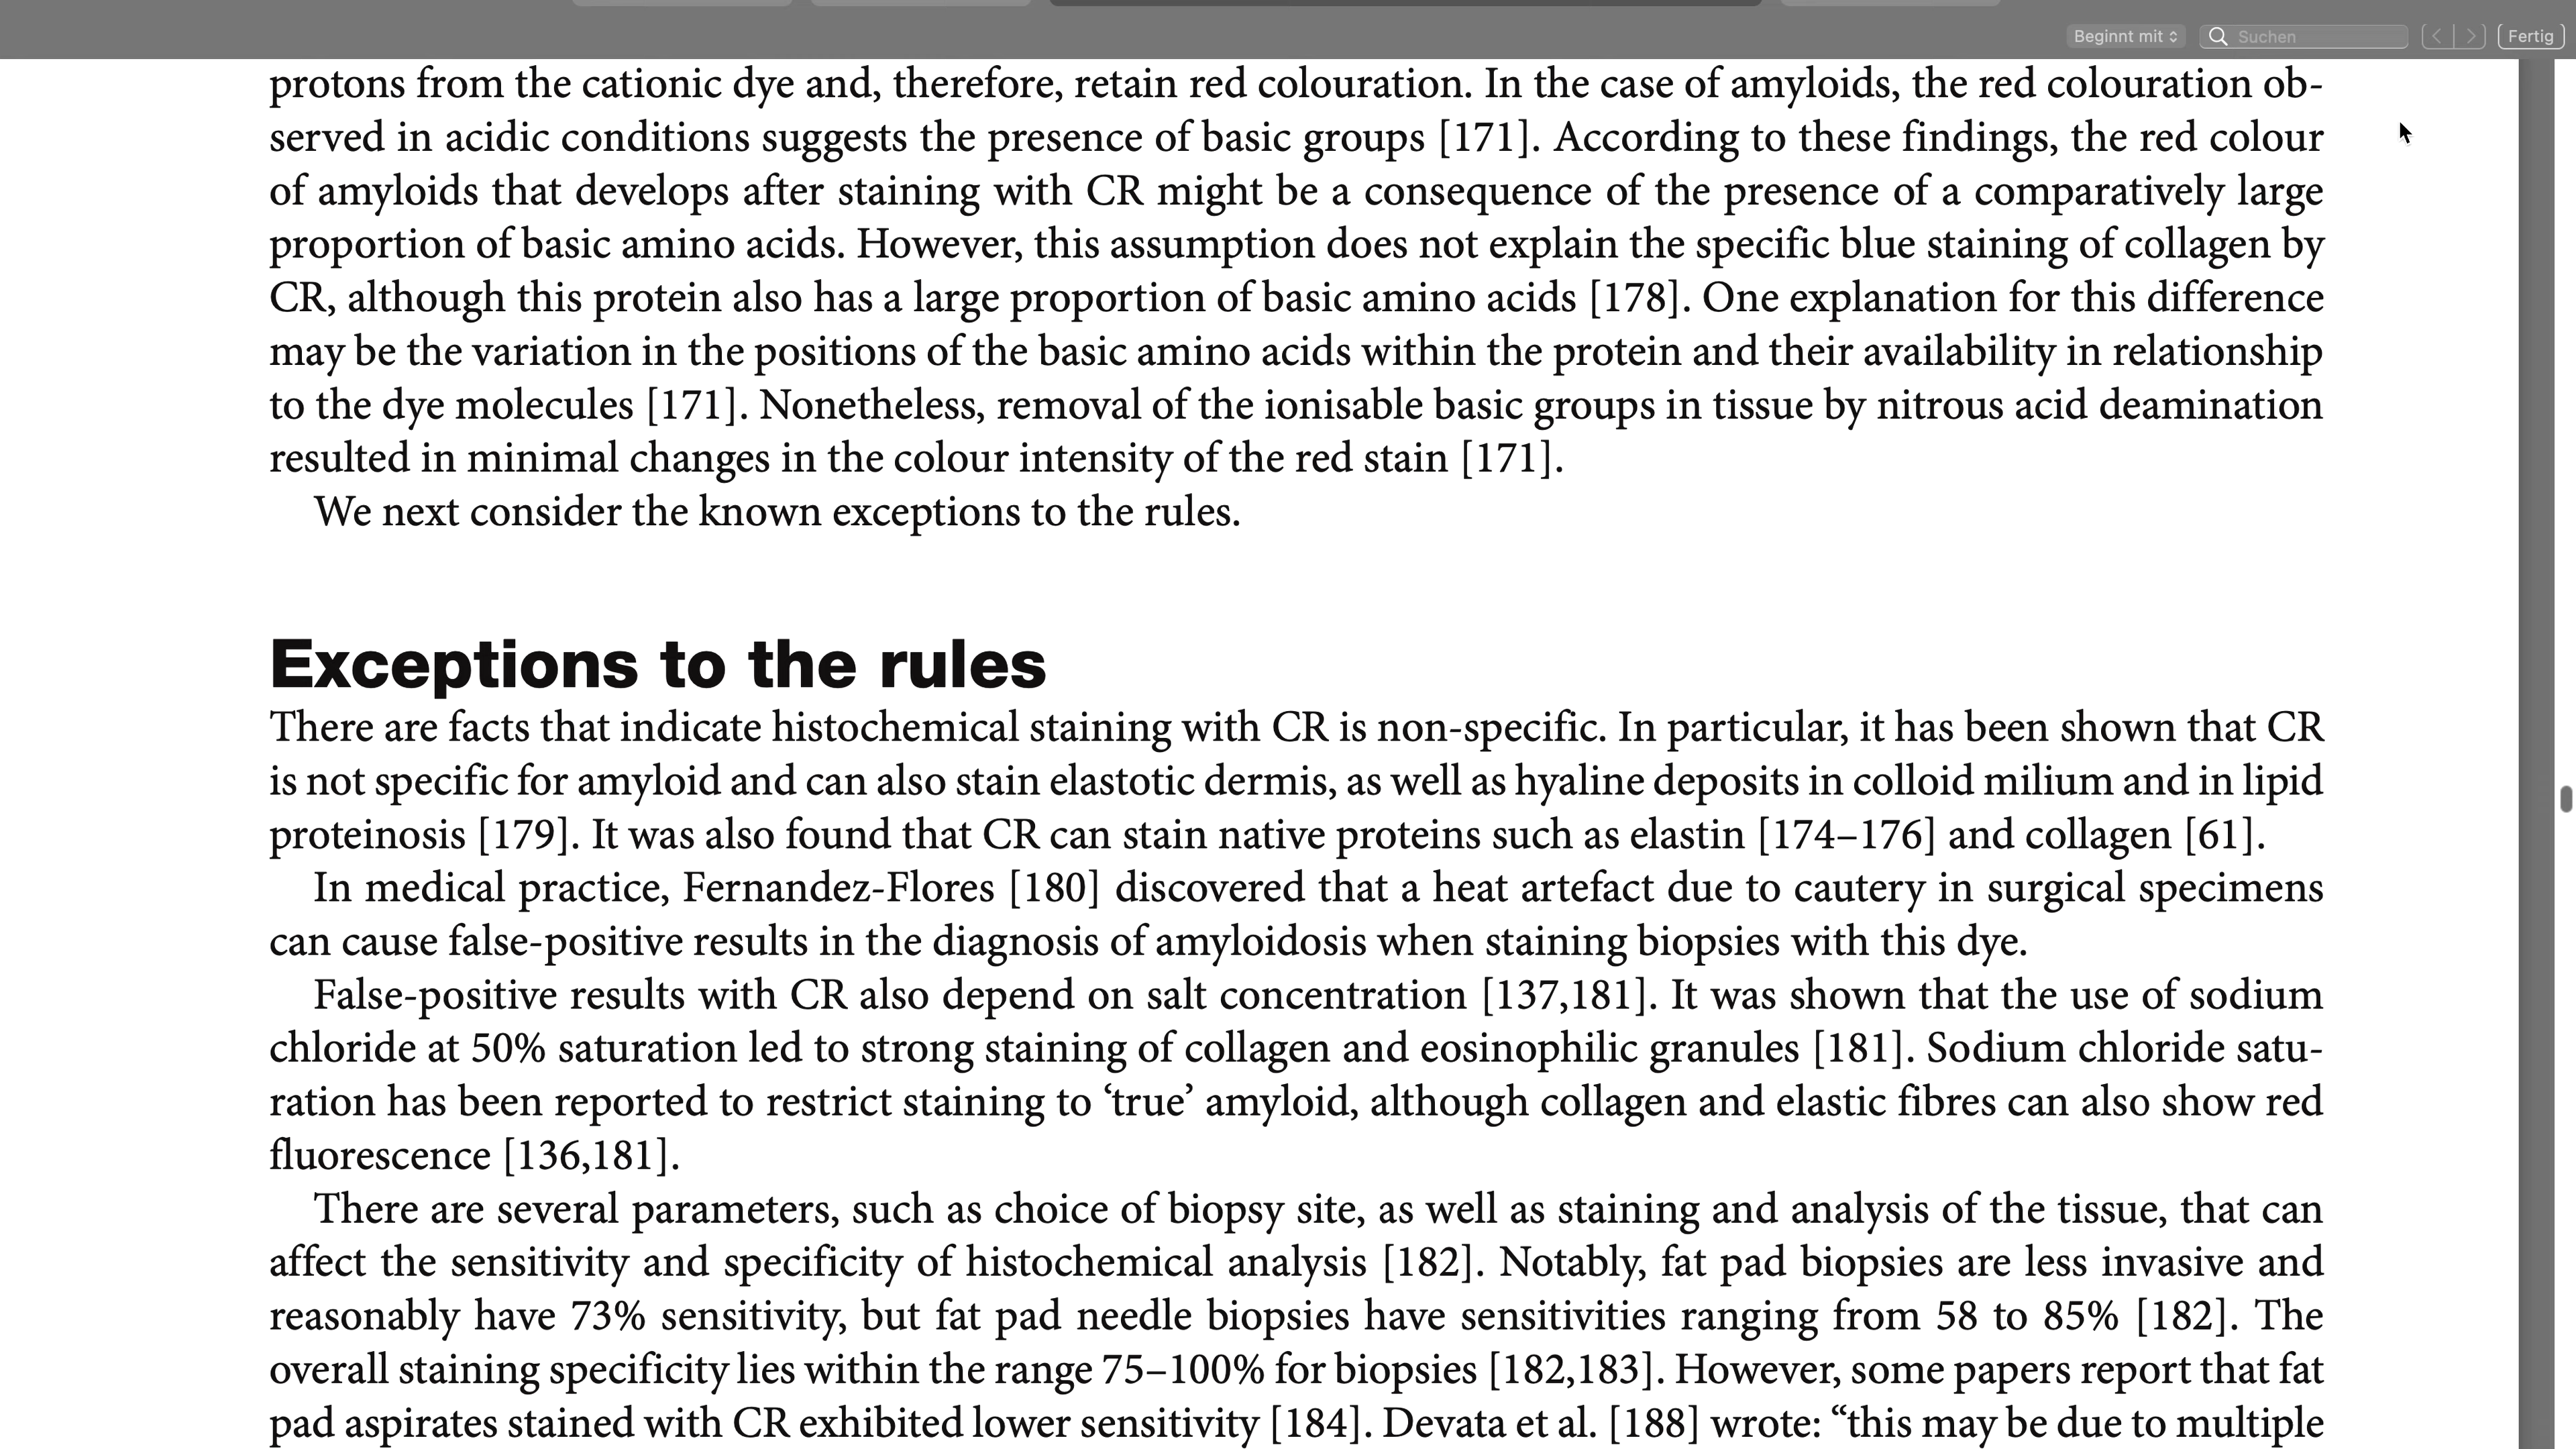 Beginnt mit
Suchen
Fertig
protons from the cationic dye and, therefore, retain red colouration. In the case of amyloids, the red colouration ob-
served in acidic conditions suggests the presence of basic groups [171]. According to these findings, the red colour
of amyloids that develops after staining with CR might be a consequence of the presence of a comparatively large
proportion of basic amino acids. However, this assumption does not explain the specific blue staining of collagen by
CR, although this protein also has a large proportion of basic amino acids [178]. One explanation for this difference
may be the variation in the positions of the basic amino acids within the protein and their availability in relationship
to the dye molecules [171]. Nonetheless, removal of the ionisable basic groups in tissue by nitrous acid deamination
resulted in minimal changes in the colour intensity of the red stain [171].
We next consider the known exceptions to the rules.
Exceptions to the rules
There are facts that indicate histochemical staining with CR is non-specific. In particular, it has been shown that CR
is not specific for amyloid and can also stain elastotic dermis, as well as hyaline deposits in colloid milium and in lipid
proteinosis [179]. It was also found that CR can stain native proteins such as elastin [174–176] and collagen [61].
In medical practice, Fernandez-Flores [180] discovered that a heat artefact due to cautery in surgical specimens
can cause false-positive results in the diagnosis of amyloidosis when staining biopsies with this dye.
False-positive results with CR also depend on salt concentration [137,181]. It was shown that the use of sodium
chloride at 50% saturation led to strong staining of collagen and eosinophilic granules [181]. Sodium chloride satu-
ration has been reported to restrict staining to ‘true’ amyloid, although collagen and elastic fibres can also show red
fluorescence [136,181].
There are several parameters, such as choice of biopsy site, as well as staining and analysis of the tissue, that can
affect the sensitivity and specificity of histochemical analysis [182]. Notably, fat pad biopsies are less invasive and
reasonably have 73% sensitivity, but fat pad needle biopsies have sensitivities ranging from 58 to 85% [182]. The
overall staining specificity lies within the range 75–100% for biopsies [182,183]. However, some papers report that fat
pad aspirates stained with CR exhibited lower sensitivity [184]. Devata et al. [188] wrote: “this may be due to multiple